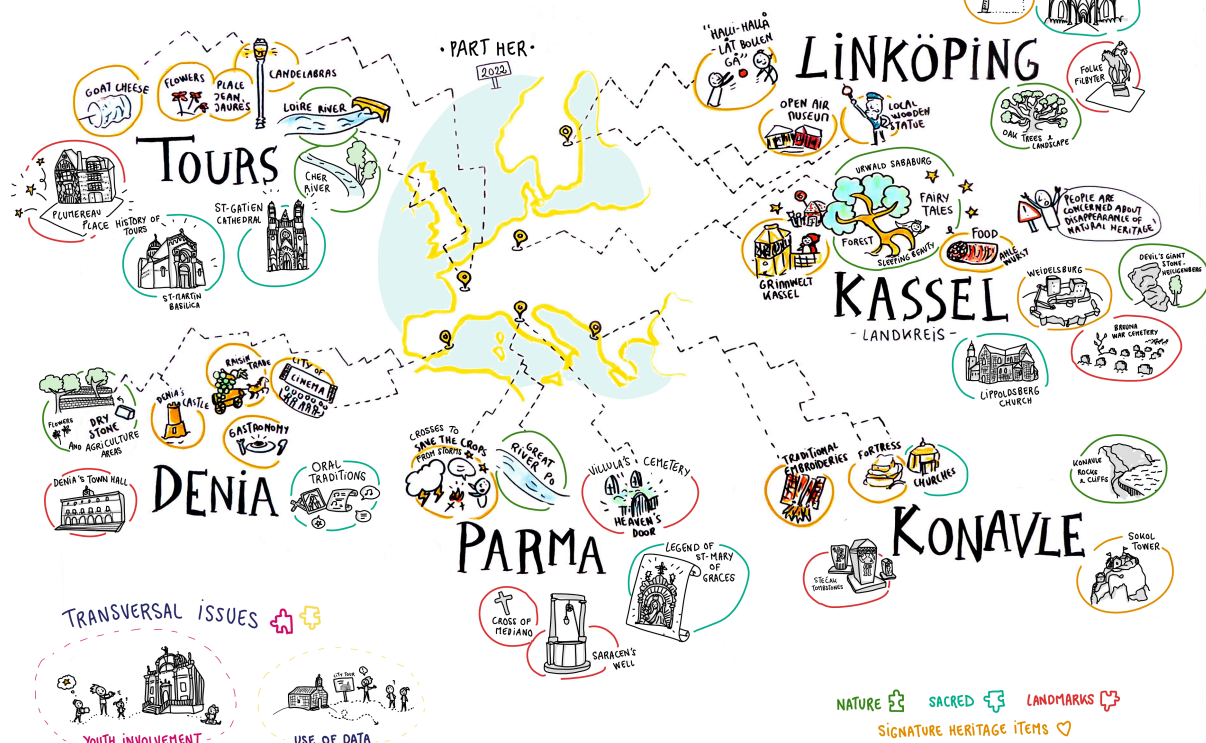 · PART HER ·
2022
TOURS
GOAT CHEESE
FLOWERS
PLACE
JEAN
JAURÈS
CANDELABRAS
LOIRE RIVER
CHER
RIVER
PLUMEREAU
PLACE
HISTORY OF
TOURS
ST-MARTIN
BASILICA
ST-GATIEN
CATHEDRAL
LINKÖPING
"HALLI-HALLÅ
- LÅT BOLLEN
GÅ"
OPEN AIR
MUSEUM
LOCAL
WOODEN
STATUE
OAK TREES &
LANDSCAPE
FOLKE
FILBYTER
KASSEL
- LANDKREIS -
URWALD SABABURG
FAIRY
TALES
FOREST
SLEEPING BEAUTY
GRIMMWELT
KASSEL
FOOD
AHLE
WURST
PEOPLE ARE
CONCERNED ABOUT
DISAPPEARANCE OF
NATURAL HERITAGE!
WEIDELSBURG
DEVIL'S GIANT
STONE -
HEILIGENBERG
LIPPOLDSBERG
CHURCH
WAR CEMETERY
DENIA
FLOWERS
DRY
STONE
AND AGRICULTURE
AREAS
DENIA'S
CASTLE
RAISIN
TRADE
CITY OF
CINEMA
GASTRONOMY
DENIA'S TOWN HALL
ORAL
TRADITIONS
PARMA
CROSSES TO
SAVE THE CROPS
FROM STORMS
GREAT
RIVER PO
VILLULA'S CEMETERY
HEAVEN'S
DOOR
CROSS OF
MEDIANO
SARACEN'S
WELL
LEGEND OF
ST-MARY
OF
GRACES
KONAVLE
TRADITIONAL
EMBROIDERIES
FORTRESS
CHURCHES
KONAVLE
ROCKS
& CLIFFS
STEĆAK
TOMBSTONES
SOKOL
TOWER
TRANSVERSAL ISSUES
YOUTH INVOLVEMENT
CITY TOUR
USE OF DATA
NATURE
SACRED
LANDMARKS
SIGNATURE HERITAGE ITEMS